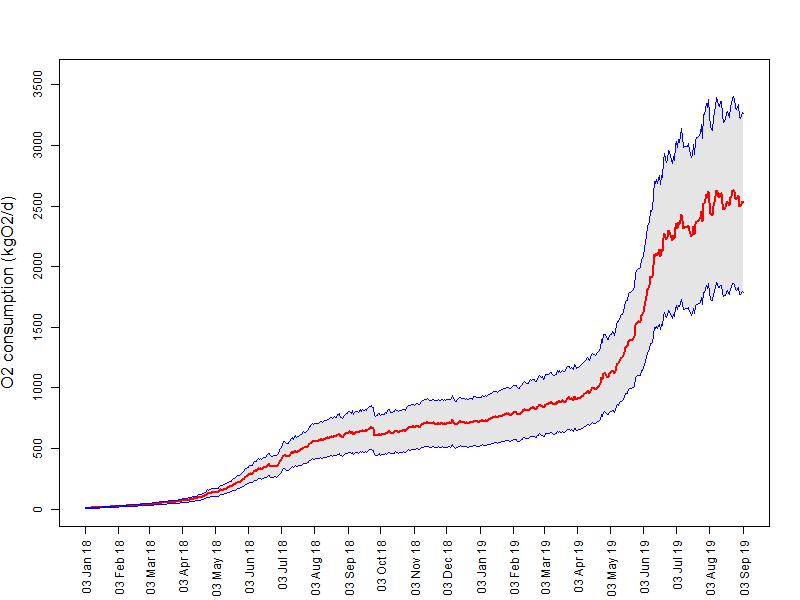 O2 consumption (kgO2/d)
3500
3000
2500
2000
1500
1000
500
0
03 Jan 18
03 Feb 18
03 Mar 18
03 Apr 18
03 May 18
03 Jun 18
03 Jul 18
03 Aug 18
03 Sep 18
03 Oct 18
03 Nov 18
03 Dec 18
03 Jan 19
03 Feb 19
03 Mar 19
03 Apr 19
03 May 19
03 Jun 19
03 Jul 19
03 Aug 19
03 Sep 19